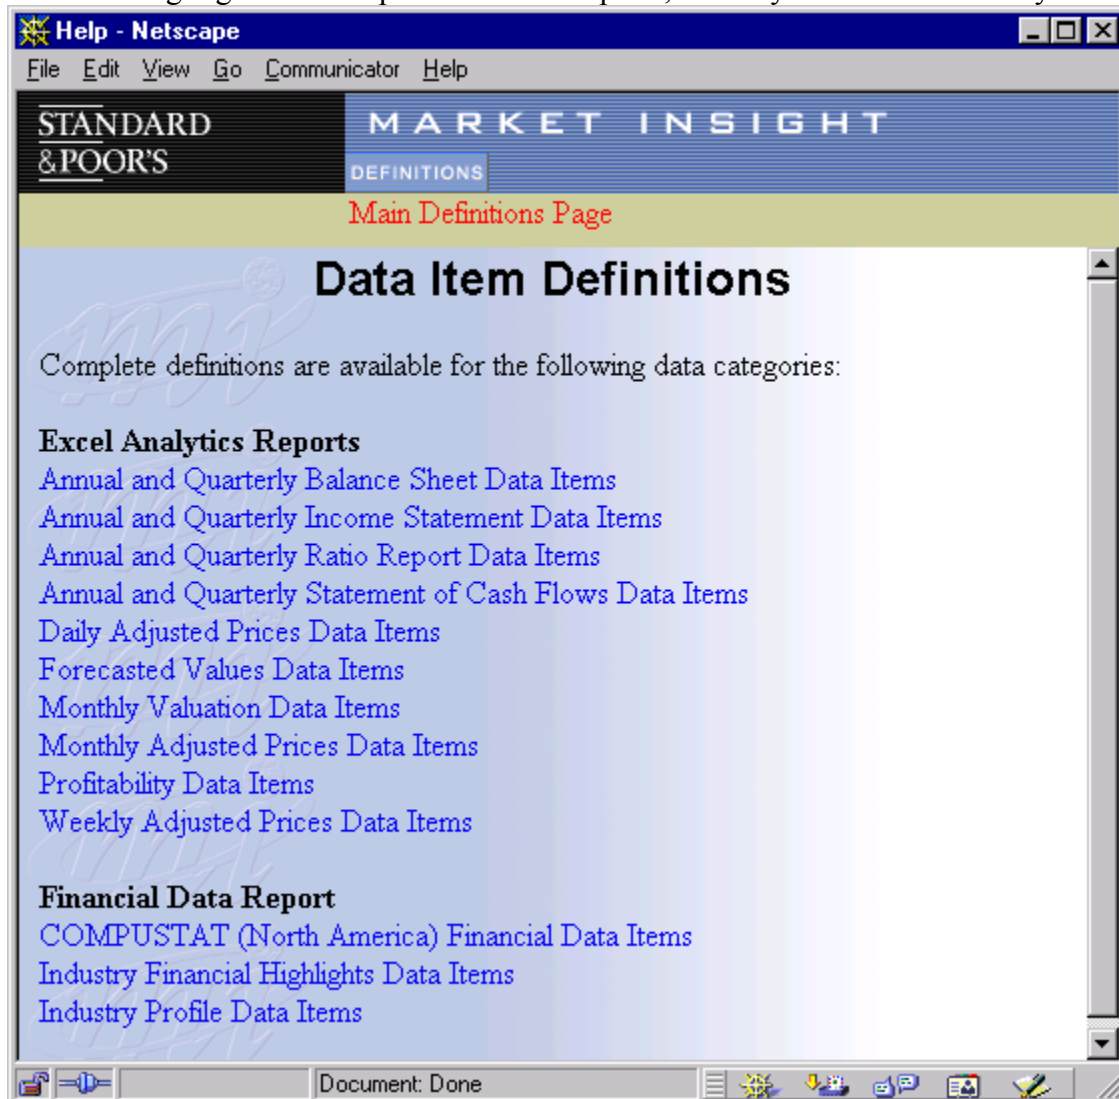 Help - Netscape
File Edit View Go Communicator Help
STANDARD
&POOR'S
MARKET INSIGHT
DEFINITIONS
Main Definitions Page
Data Item Definitions
Complete definitions are available for the following data categories:
Excel Analytics Reports
Annual and Quarterly Balance Sheet Data Items
Annual and Quarterly Income Statement Data Items
Annual and Quarterly Ratio Report Data Items
Annual and Quarterly Statement of Cash Flows Data Items
Daily Adjusted Prices Data Items
Forecasted Values Data Items
Monthly Valuation Data Items
Monthly Adjusted Prices Data Items
Profitability Data Items
Weekly Adjusted Prices Data Items
Financial Data Report
COMPUSTAT (North America) Financial Data Items
Industry Financial Highlights Data Items
Industry Profile Data Items
Document: Done